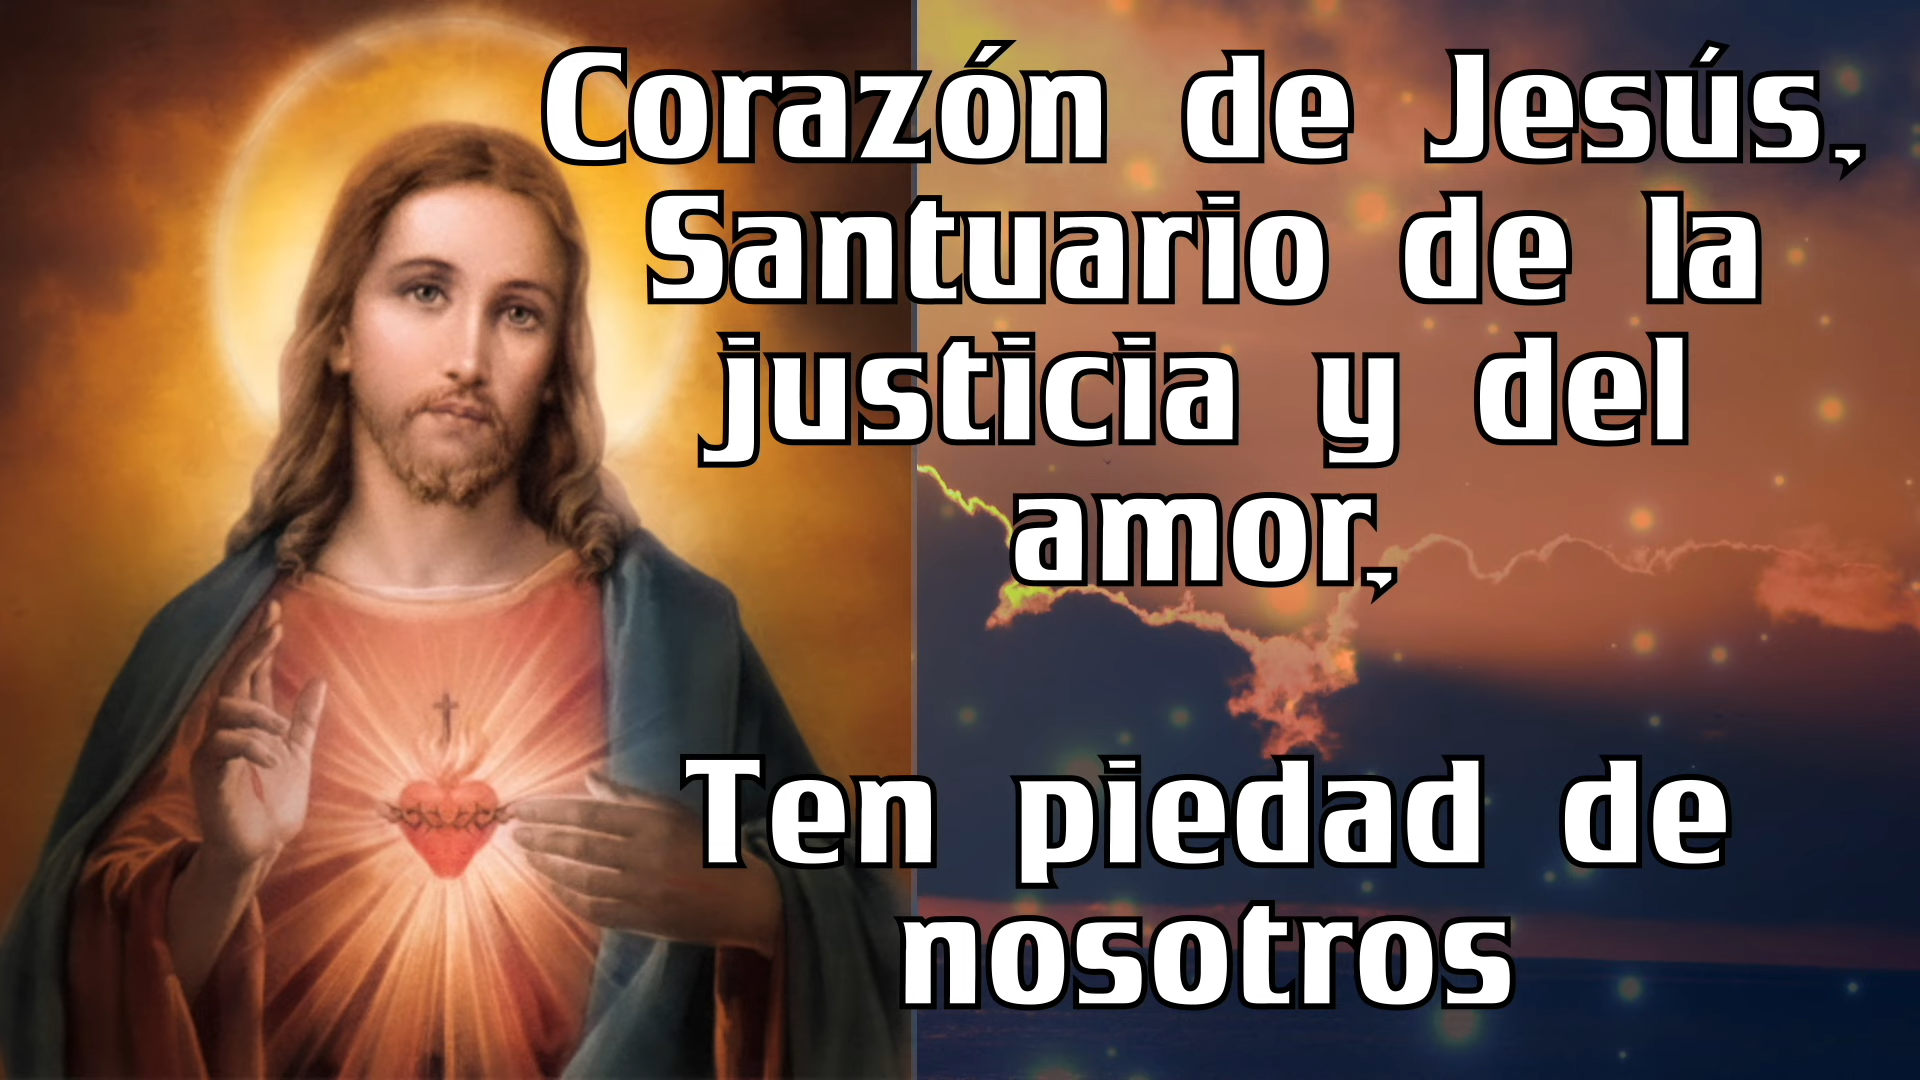 Corazón de Jesús,
Santuario de la
justicia y del
amor,
Ten piedad de
nosotros